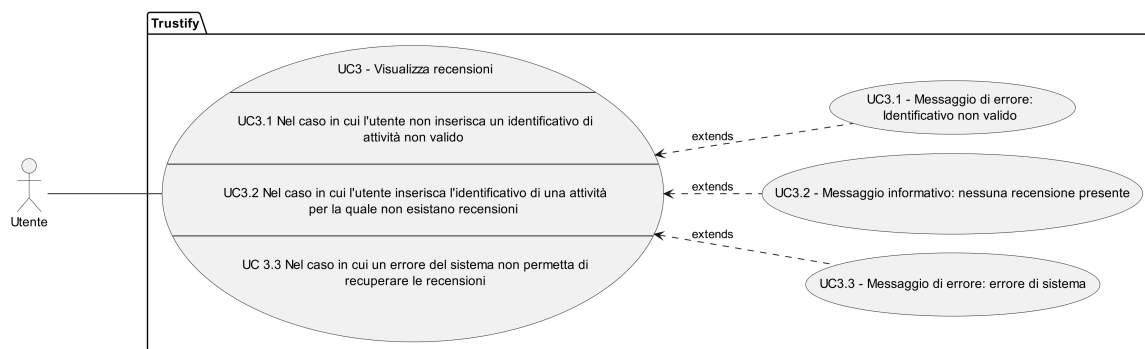 Trustify
UC3 - Visualizza recensioni
UC3.1 Nel caso in cui l'utente non inserisca un identificativo di
attività non valido
UC3.2 Nel caso in cui l'utente inserisca l'identificativo di una attività
per la quale non esistano recensioni
UC 3.3 Nel caso in cui un errore del sistema non permetta di
recuperare le recensioni
Utente
extends
extends
extends
UC3.1 - Messaggio di errore:
Identificativo non valido
UC3.2 - Messaggio informativo: nessuna recensione presente
UC3.3 - Messaggio di errore: errore di sistema